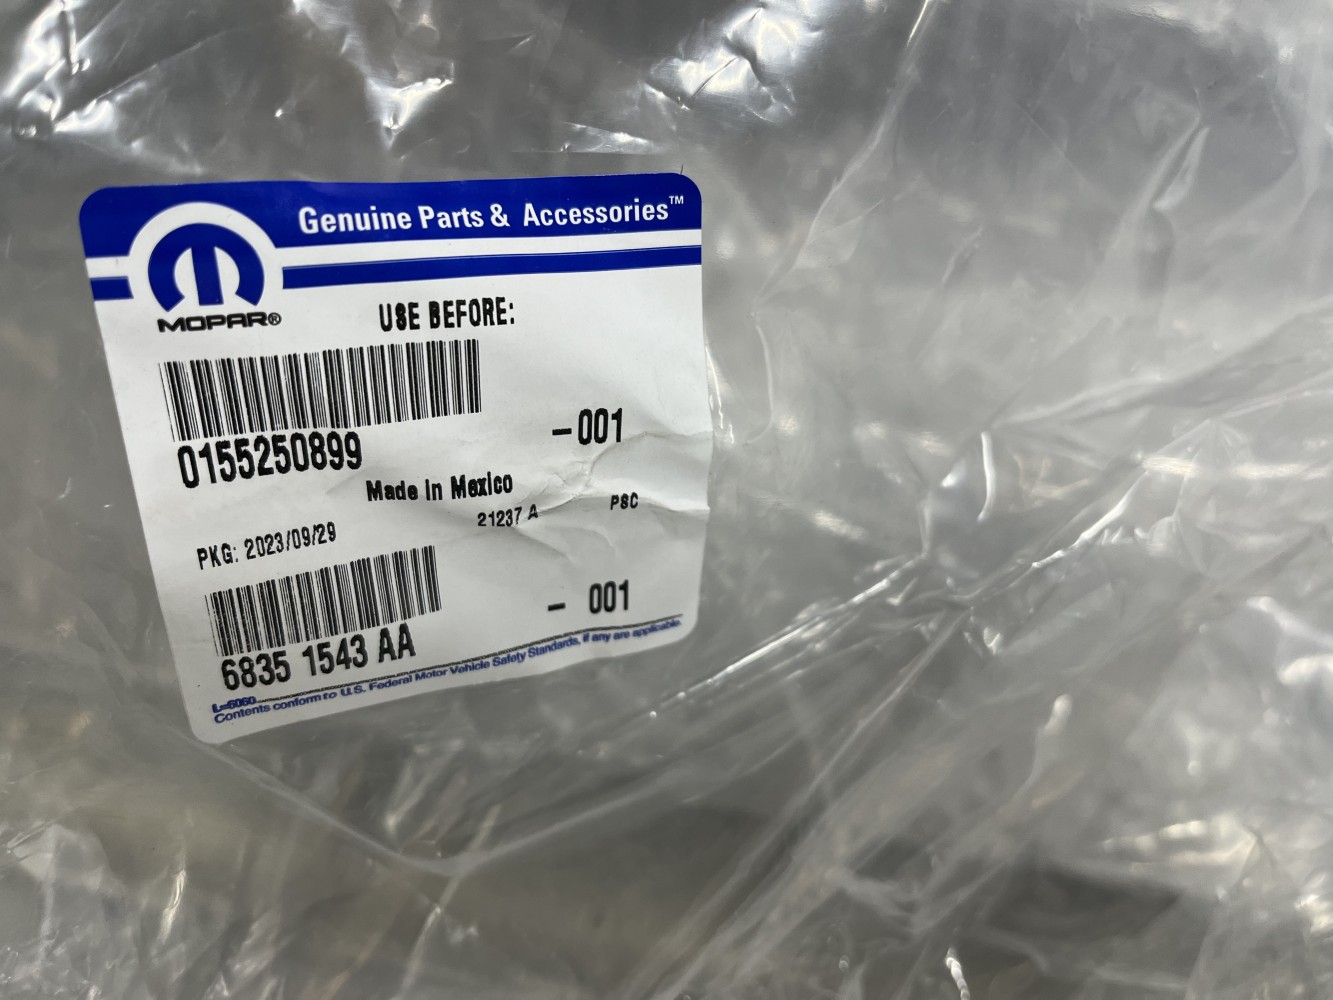 Genuine Parts & Accessories™
MOPAR®
USE BEFORE:
0155250899
-001
Made in Mexico
21237 A
PSC
PKG: 2023/09/29
6835 1543 AA
- 001
L=6060
Contents conform to U.S. Federal Motor Vehicle Safety Standards, if any are applicable.